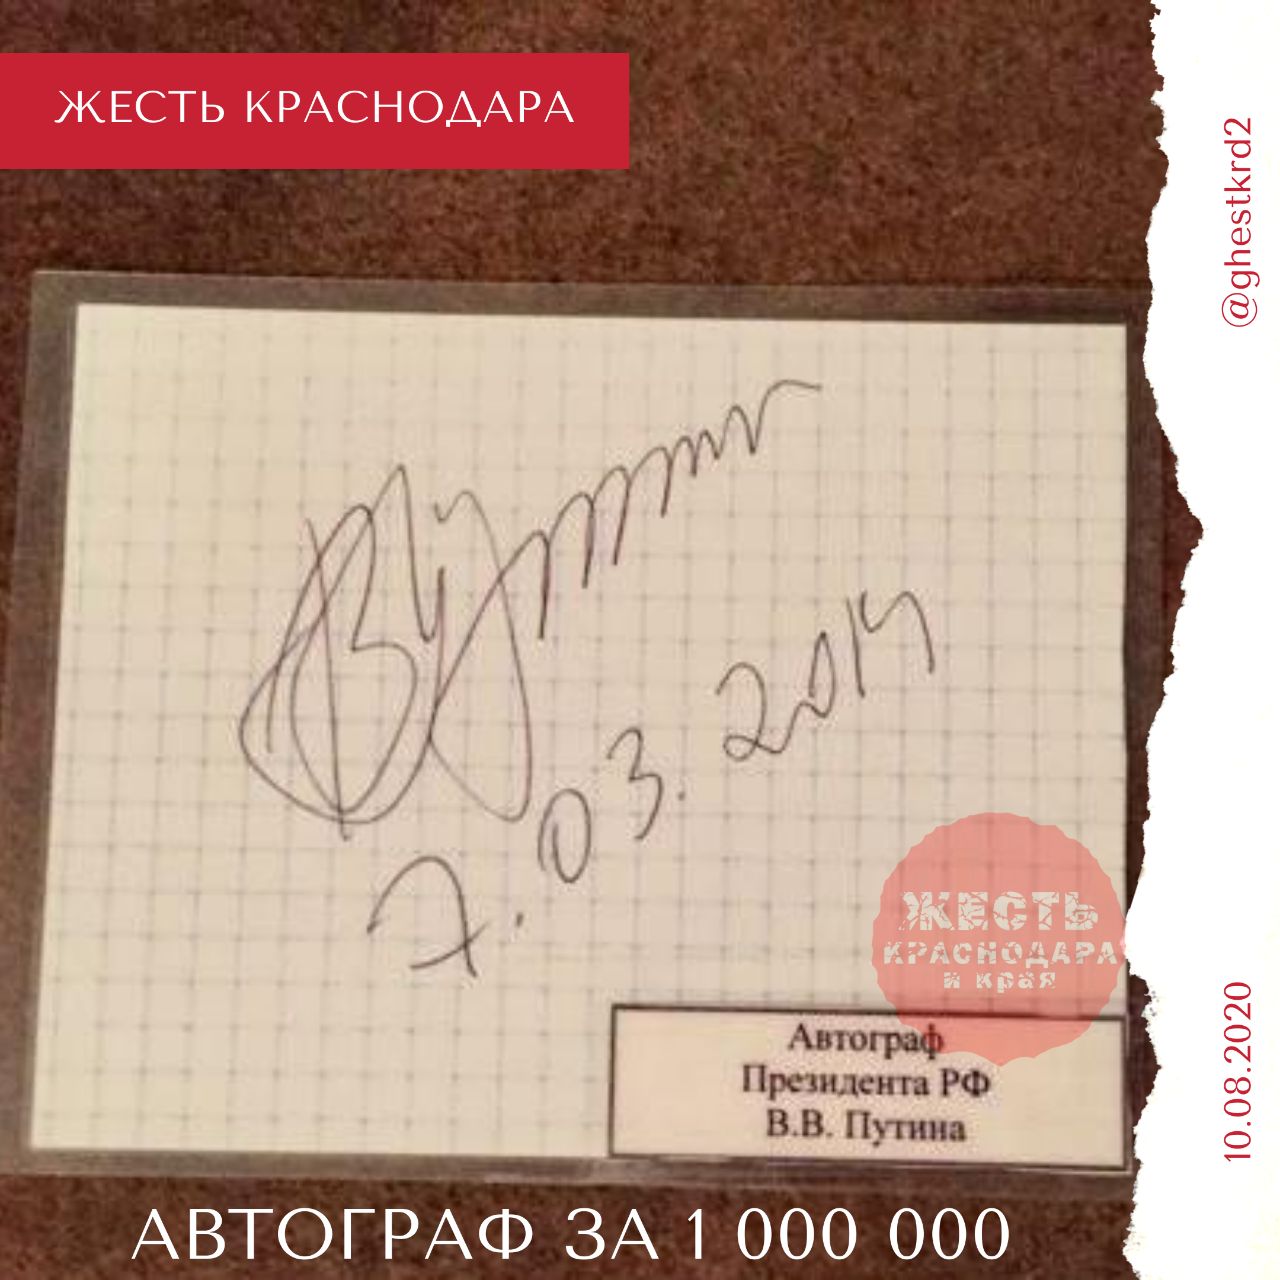 ЖЕСТЬ КРАСНОДАРА
@ghestkrd2
7.03.2014
ЖЕСТЬ
КРАСНОДАРА
и края
Автограф
Президента РФ
В.В. Путина
10.08.2020
АВТОГРАФ ЗА 1 000 000